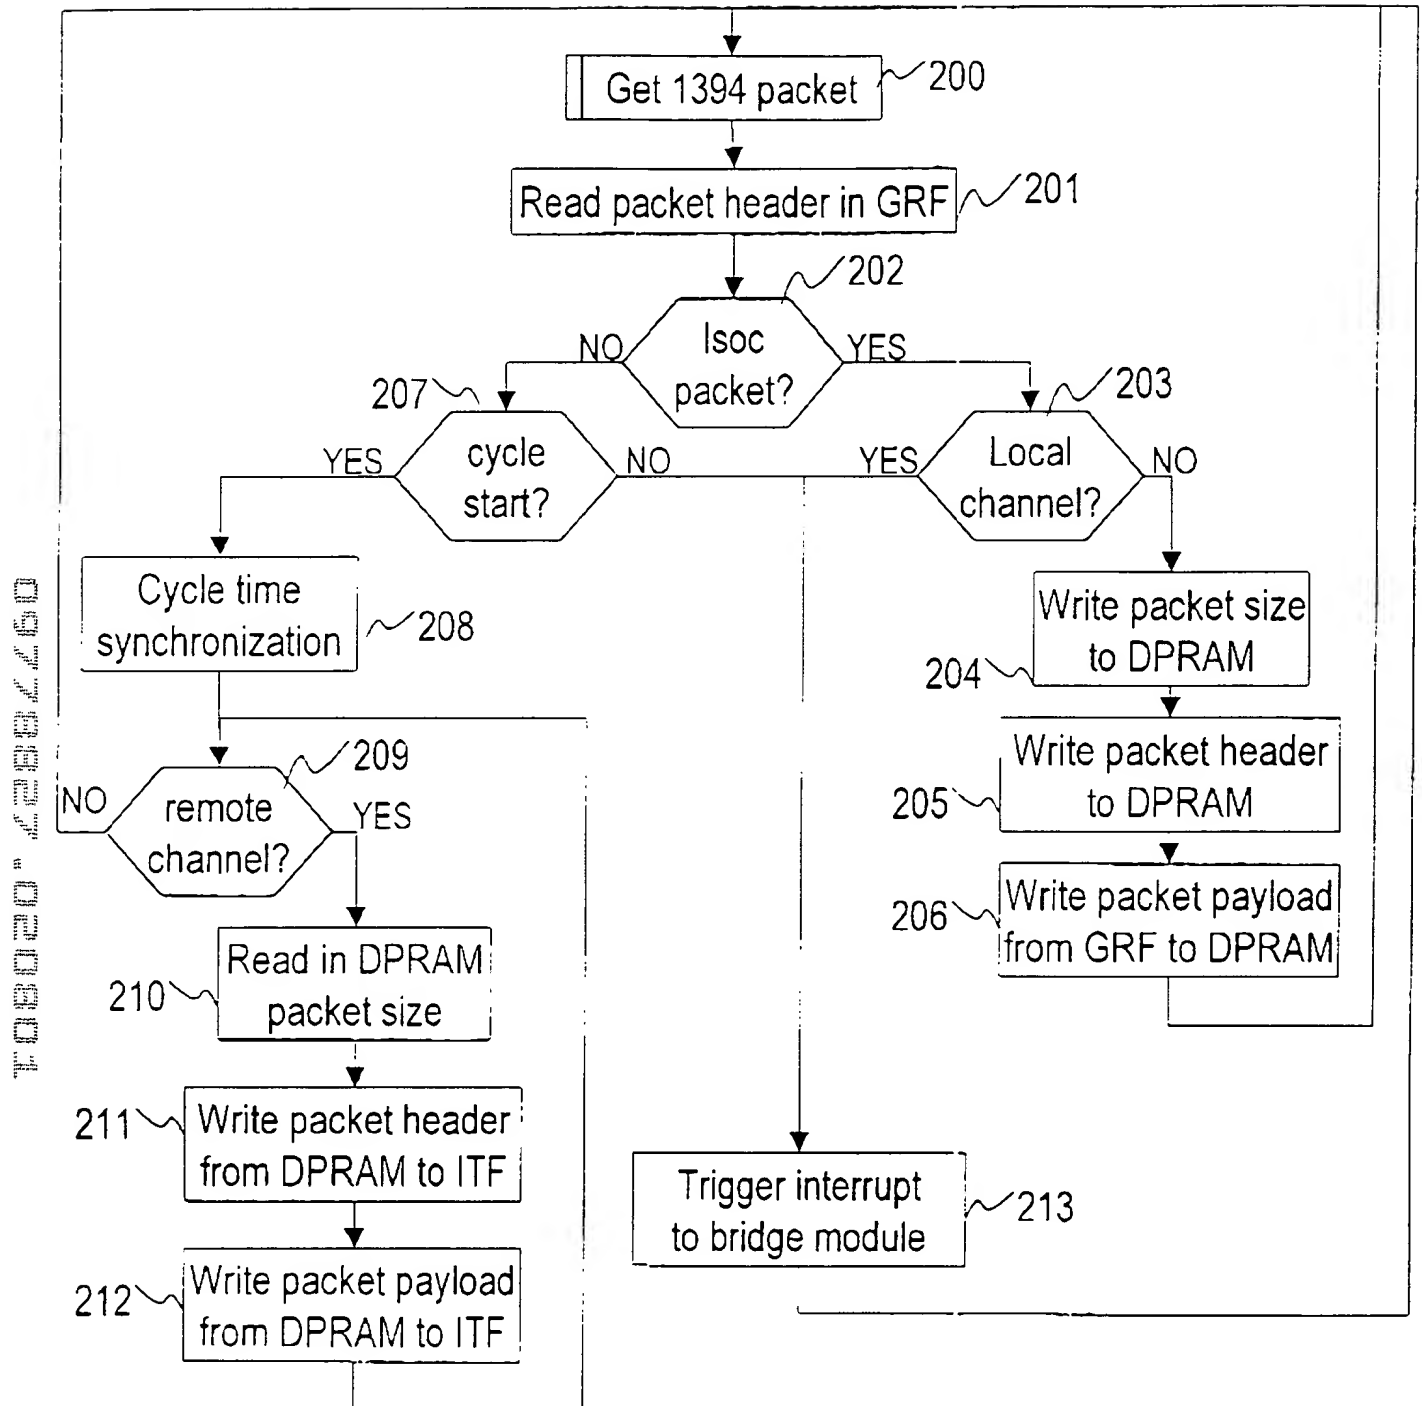 Get 1394 packet
200
Read packet header in GRF
201
202
Isoc
packet?
NO
YES
207
203
cycle
start?
YES
NO
Local
channel?
YES
NO
Cycle time
synchronization
208
Write packet size
to DPRAM
204
209
remote
channel?
NO
YES
Write packet header
to DPRAM
205
Write packet payload
from GRF to DPRAM
206
Read in DPRAM
packet size
210
Write packet header
from DPRAM to ITF
211
Trigger interrupt
to bridge module
213
Write packet payload
from DPRAM to ITF
212
09778827.020801